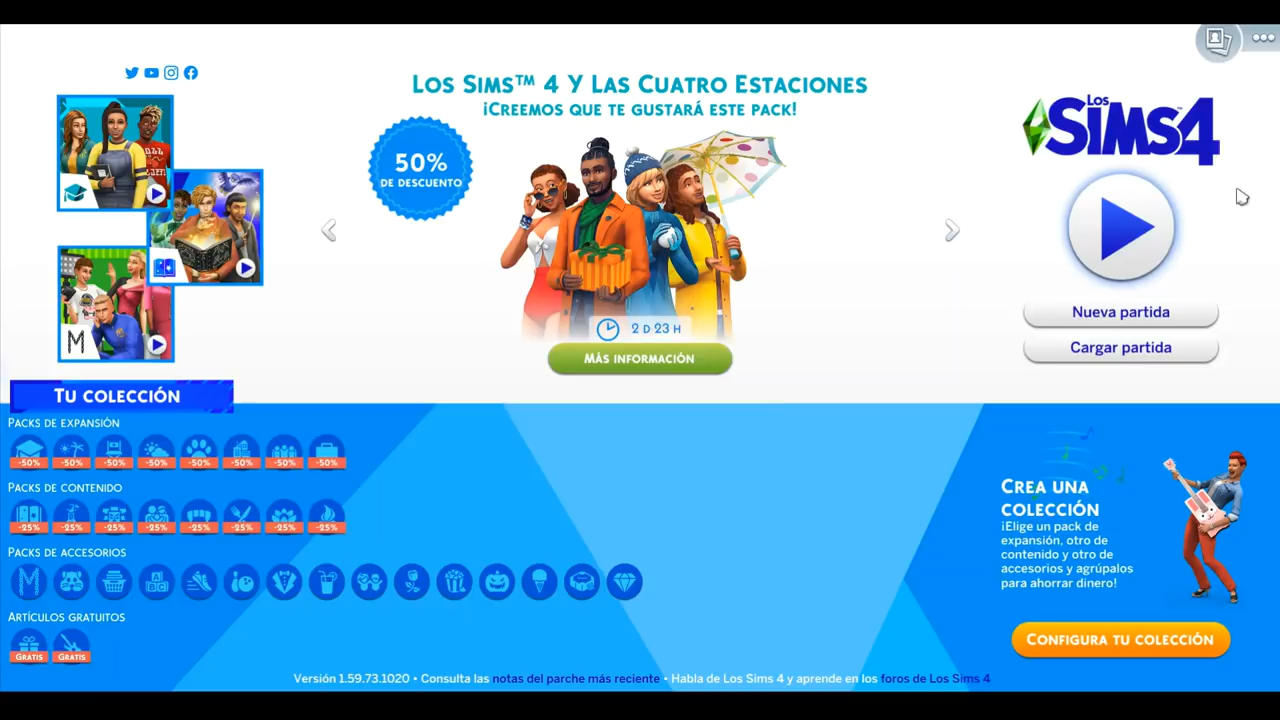 Los Sims™ 4 y las Cuatro Estaciones
¡Creemos que te gustará este pack!
50%
de descuento
2 D 23 H
Más información
M
Los
Sims 4
Nueva partida
Cargar partida
Tu colección
Packs de expansión
-50% -50% -50% -50% -50% -50% -50% -50%
Packs de contenido
-25% -25% -25% -25% -25% -25% -25% -25%
Packs de accesorios
M
ABC
Artículos gratuitos
Gratis Gratis
Crea una
colección
¡Elige un pack de
expansión, otro de
contenido y otro de
accesorios y agrúpalos
para ahorrar dinero!
Configura tu colección
Versión 1.59.73.1020 • Consulta las notas del parche más reciente • Habla de Los Sims 4 y aprende en los foros de Los Sims 4